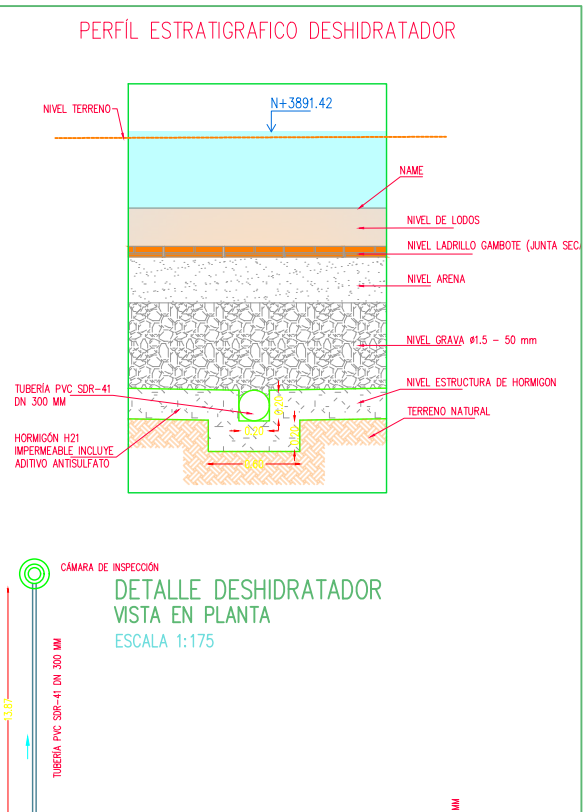 PERFÍL ESTRATIGRAFICO DESHIDRATADOR
N+3891.42
NIVEL TERRENO
NAME
NIVEL DE LODOS
NIVEL LADRILLO GAMBOTE (JUNTA SECA
NIVEL ARENA
NIVEL GRAVA ø1.5 - 50 mm
NIVEL ESTRUCTURA DE HORMIGON
TERRENO NATURAL
TUBERÍA PVC SDR-41
DN 300 MM
HORMIGÓN H21
IMPERMEABLE INCLUYE
ADITIVO ANTISULFATO
CÁMARA DE INSPECCIÓN
DETALLE DESHIDRATADOR
VISTA EN PLANTA
ESCALA 1:175
TUBERÍA PVC SDR-41 DN 300 MM
MM